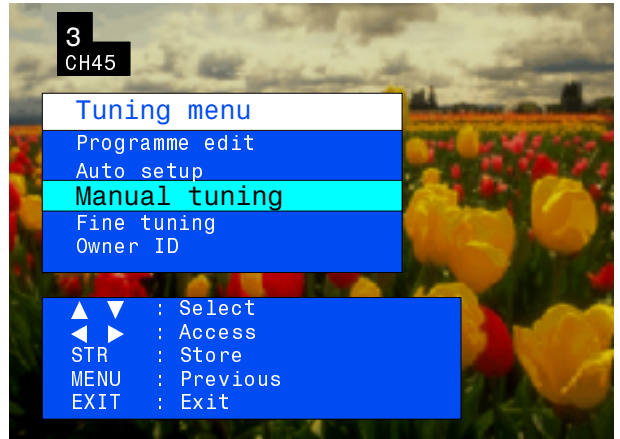 3
CH45
Tuning menu
Programme edit
Auto setup
Manual tuning
Fine tuning
Owner ID
▲ ▼ : Select
◀ ▶ : Access
STR : Store
MENU : Previous
EXIT : Exit